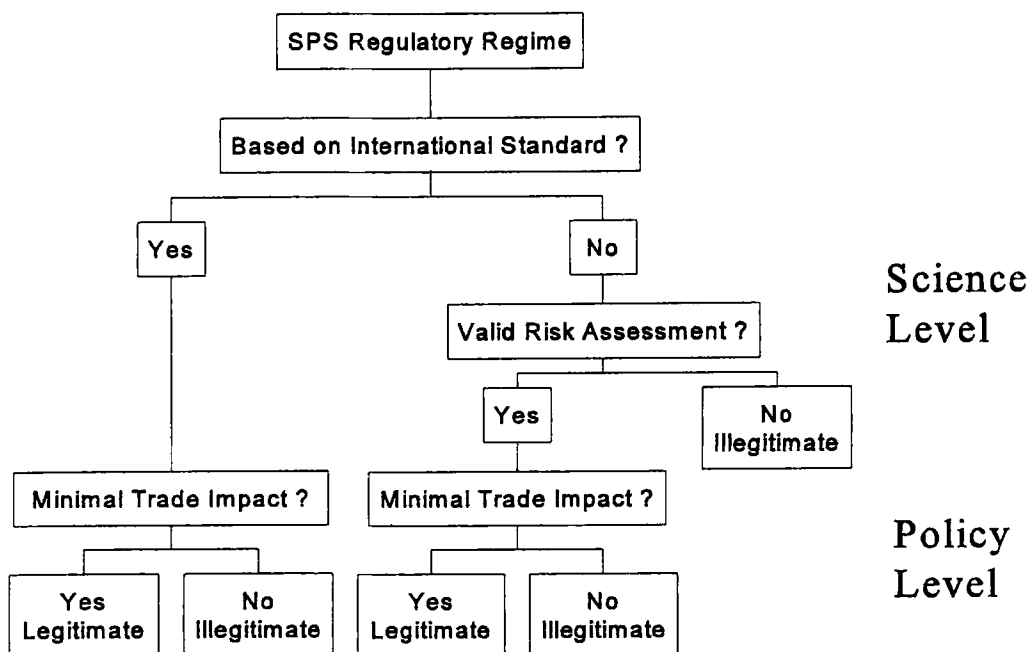 SPS Regulatory Regime
Based on International Standard ?
Yes
No
Science
Level
Valid Risk Assessment ?
Yes
No
Illegitimate
Minimal Trade Impact ?
Minimal Trade Impact ?
Policy
Level
Yes
Legitimate
No
Illegitimate
Yes
Legitimate
No
Illegitimate